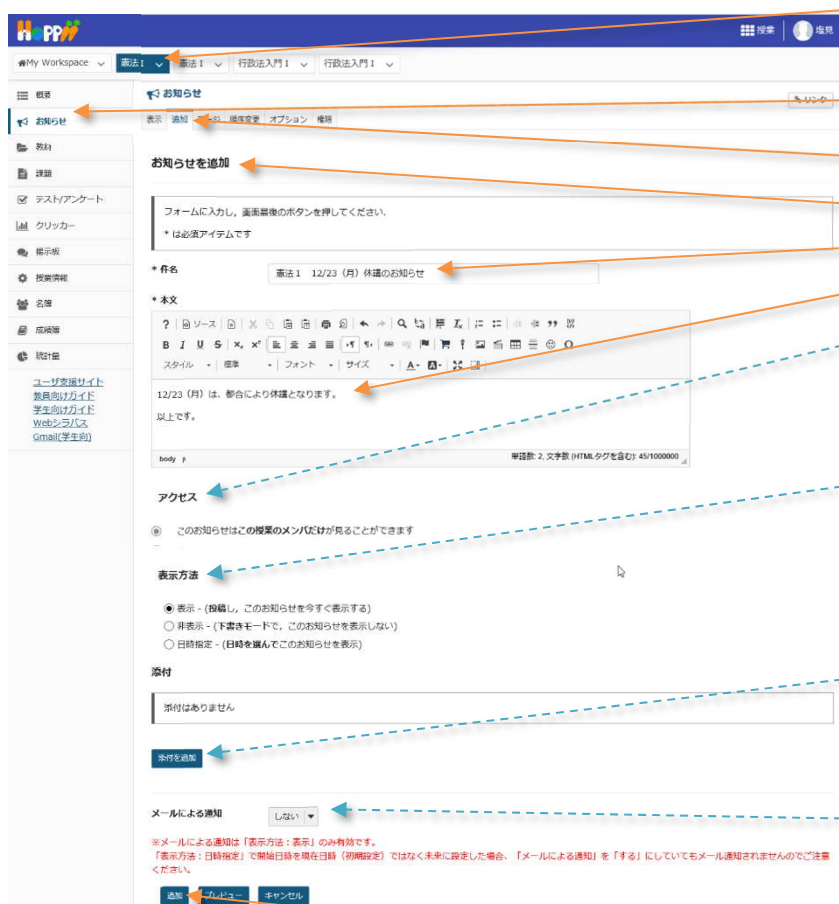 Hoppii
授業 塩見
My Workspace 憲法Ⅰ 憲法Ⅰ 行政法入門Ⅰ 行政法入門Ⅰ
概要
お知らせ
教材
課題
テスト/アンケート
クリッカー
掲示板
授業情報
名簿
成績簿
統計量
ユーザ支援サイト
教員向けガイド
学生向けガイド
Webシラバス
Gmail(学生向)
お知らせ
リンク
表示 追加 順序変更 オプション 権限
お知らせを追加
フォームに入力し，画面最後のボタンを押してください．
* は必須アイテムです
* 件名
憲法１ 12/23（月）休講のお知らせ
* 本文
ソース
スタイル 標準 フォント サイズ
12/23（月）は、都合により休講となります。
以上です。
body p
単語数: 2, 文字数 (HTMLタグを含む): 45/1000000
アクセス
このお知らせはこの授業のメンバだけが見ることができます
表示方法
表示 - (投稿し，このお知らせを今すぐ表示する)
非表示 - (下書きモードで，このお知らせを表示しない)
日時指定 - (日時を選んでこのお知らせを表示)
添付
添付はありません
添付を追加
メールによる通知
しない
※メールによる通知は「表示方法：表示」のみ有効です。
「表示方法：日時指定」で開始日時を現在日時（初期設定）ではなく未来に設定した場合、「メールによる通知」を「する」にしていてもメール通知されませんのでご注意
ください。
追加 プレビュー キャンセル